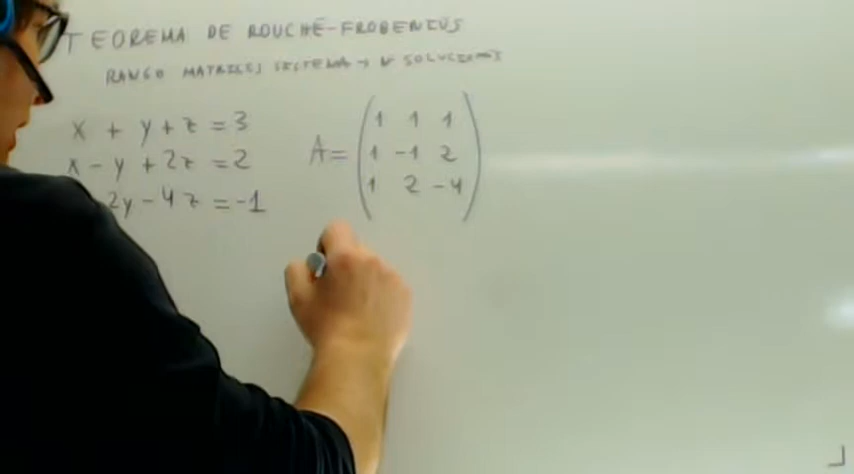 TEOREMA DE ROUCHÉ-FROBENIUS
RANGO MATRICES SISTEMA → Nº SOLUCIONES
x + y + z = 3
x - y + 2z = 2
2y - 4z = -1
A = 
1 1 1
1 -1 2
1 2 -4